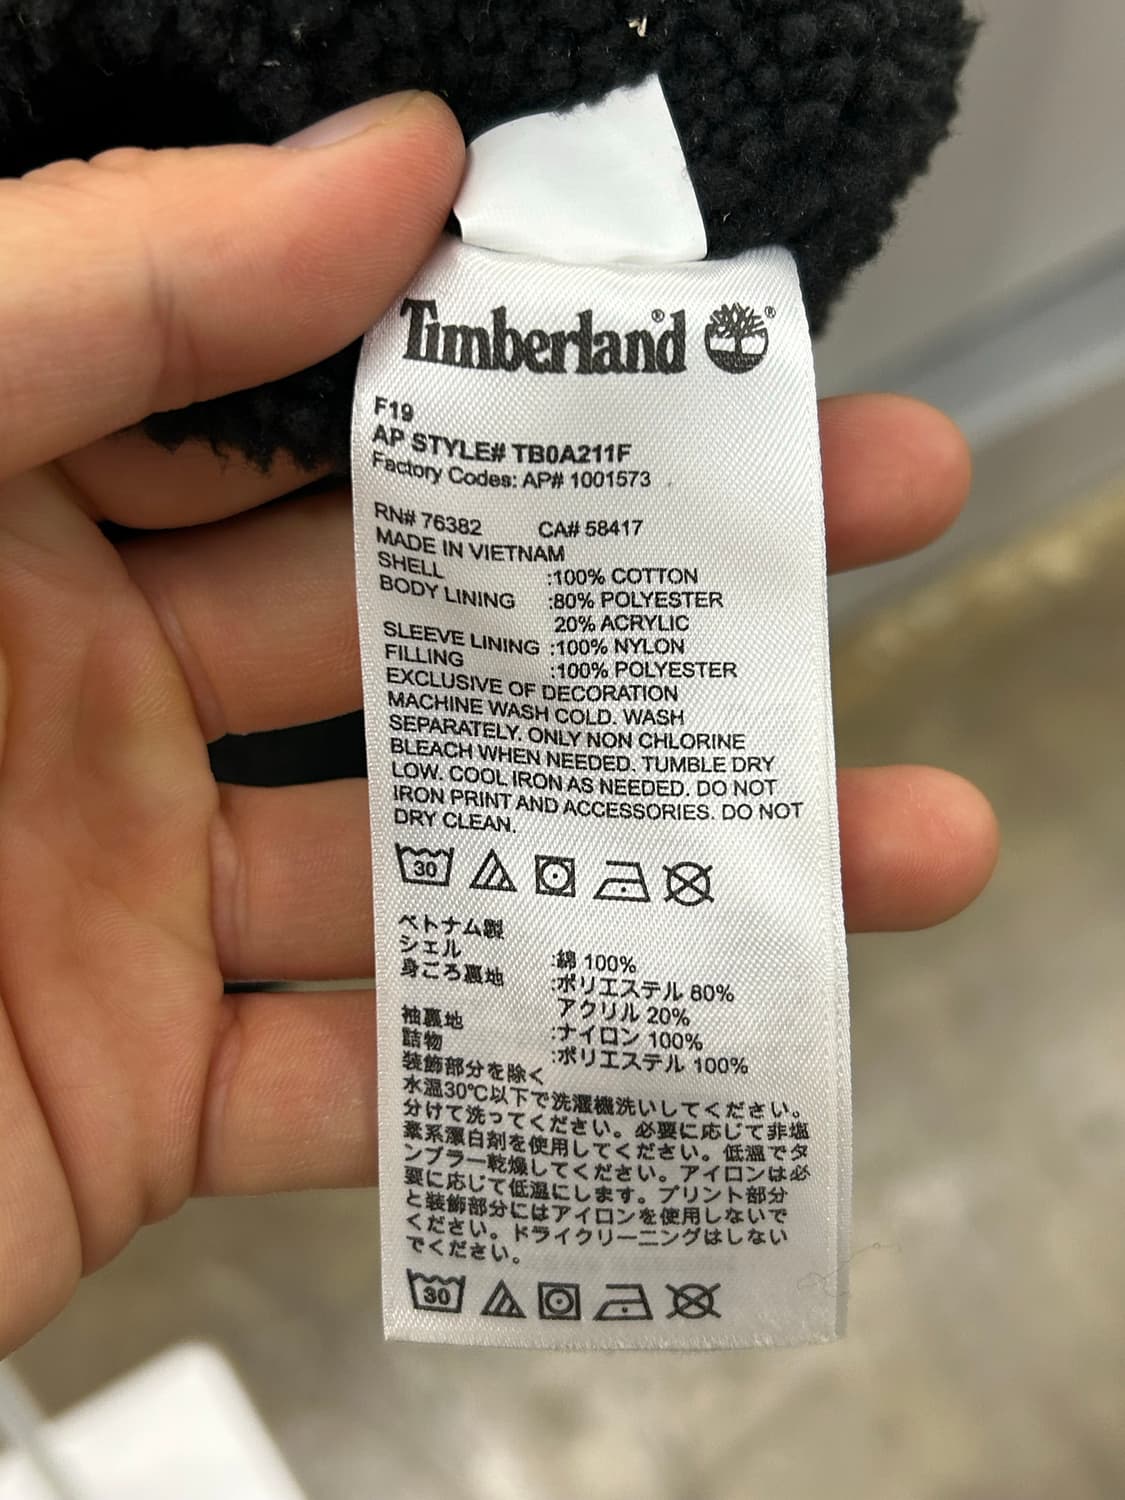 Timberland®®
F19
AP STYLE# TB0A211F
Factory Codes: AP# 1001573
RN# 76382 CA# 58417
MADE IN VIETNAM
SHELL :100% COTTON
BODY LINING :80% POLYESTER
20% ACRYLIC
SLEEVE LINING :100% NYLON
FILLING :100% POLYESTER
EXCLUSIVE OF DECORATION
MACHINE WASH COLD. WASH
SEPARATELY. ONLY NON CHLORINE
BLEACH WHEN NEEDED. TUMBLE DRY
LOW. COOL IRON AS NEEDED. DO NOT
IRON PRINT AND ACCESSORIES. DO NOT
DRY CLEAN.
30
ベトナム製
シェル :綿 100%
身ごろ裏地 :ポリエステル 80%
アクリル 20%
袖裏地 :ナイロン 100%
詰物 :ポリエステル 100%
装飾部分を除く
水温30℃以下で洗濯機洗いしてください。
分けて洗ってください。必要に応じて非塩
素系漂白剤を使用してください。低温でタ
ンブラー乾燥してください。アイロンは必
要に応じて低温にします。プリント部分
と装飾部分にはアイロンを使用しないで
ください。ドライクリーニングはしない
でください。
30